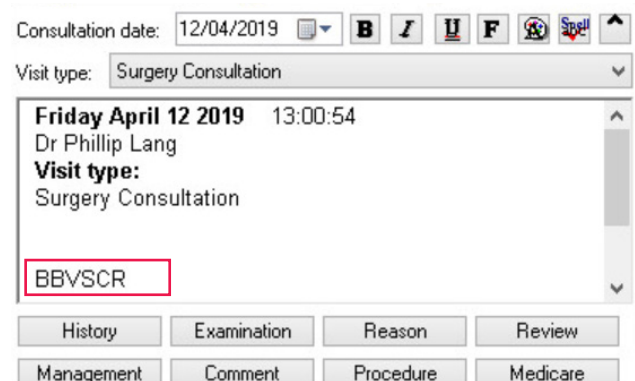 Consultation date: 12/04/2019 B I U F Spell
Visit type: Surgery Consultation
Friday April 12 2019 13:00:54
Dr Phillip Lang
Visit type:
Surgery Consultation
BBVSCR
History Examination Reason Review
Management Comment Procedure Medicare